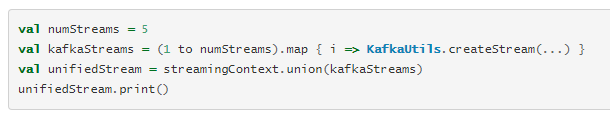 val numStreams = 5
val kafkaStreams = (1 to numStreams).map { i => KafkaUtils.createStream(...) }
val unifiedStream = streamingContext.union(kafkaStreams)
unifiedStream.print()